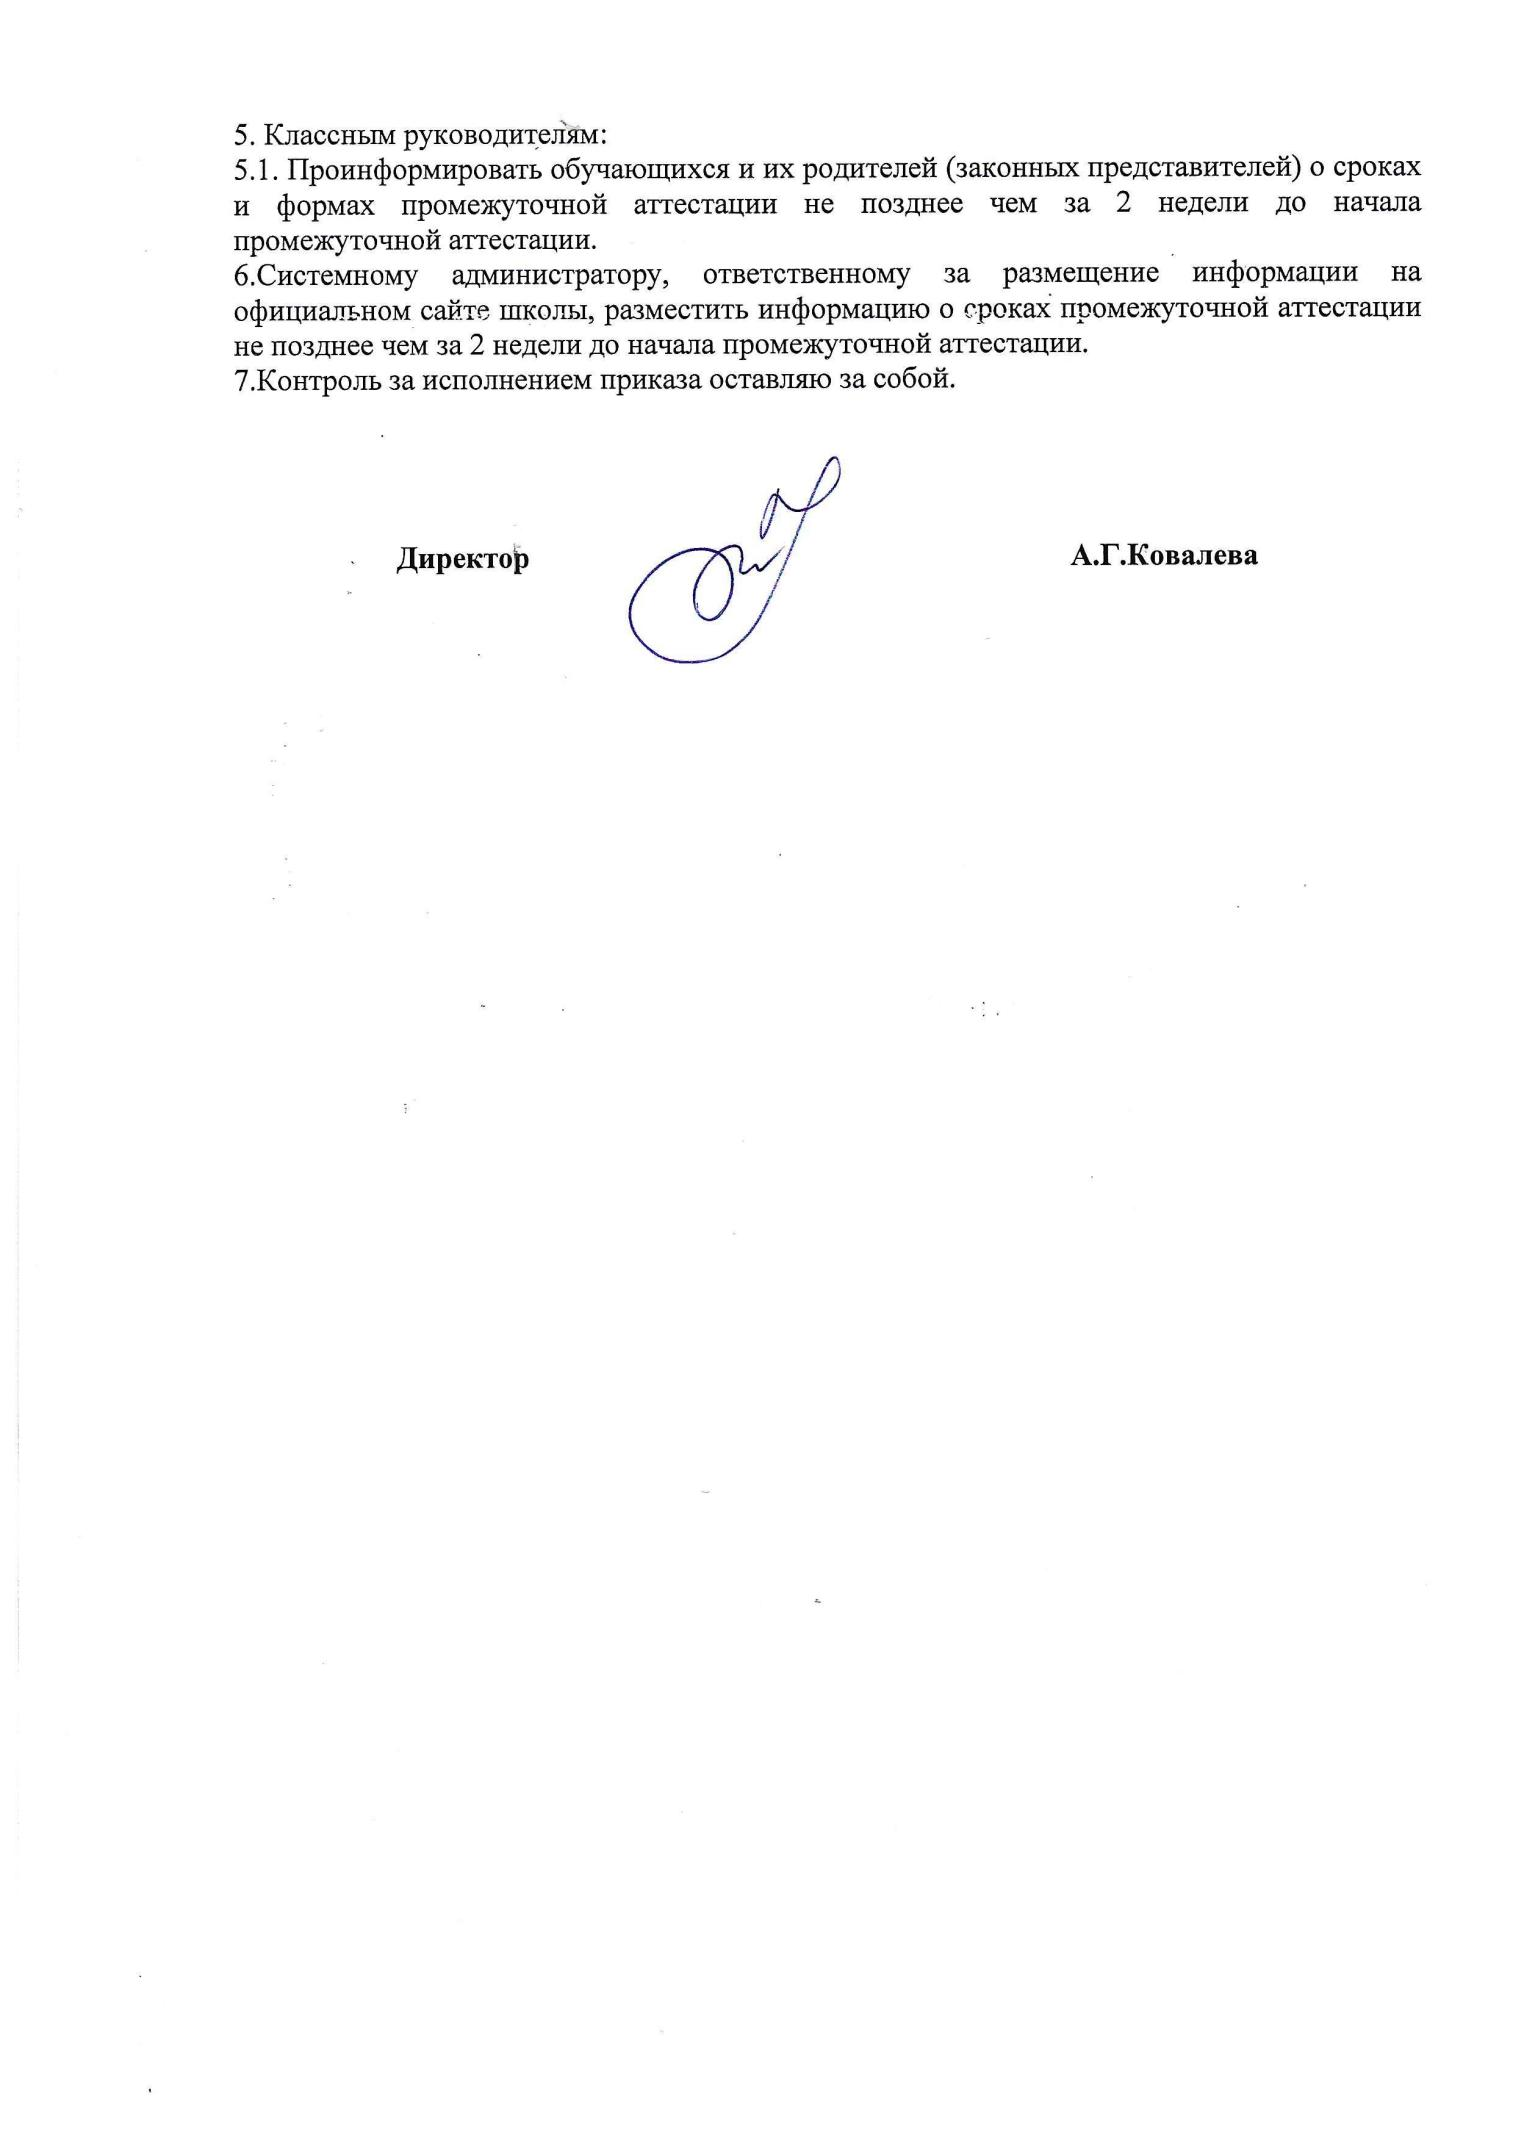 5. Классным руководителям:
5.1. Проинформировать обучающихся и их родителей (законных представителей) о сроках
и формах промежуточной аттестации не позднее чем за 2 недели до начала
промежуточной аттестации.
6.Системному администратору, ответственному за размещение информации на
официальном сайте школы, разместить информацию о сроках промежуточной аттестации
не позднее чем за 2 недели до начала промежуточной аттестации.
7.Контроль за исполнением приказа оставляю за собой.
Директор А.Г.Ковалева